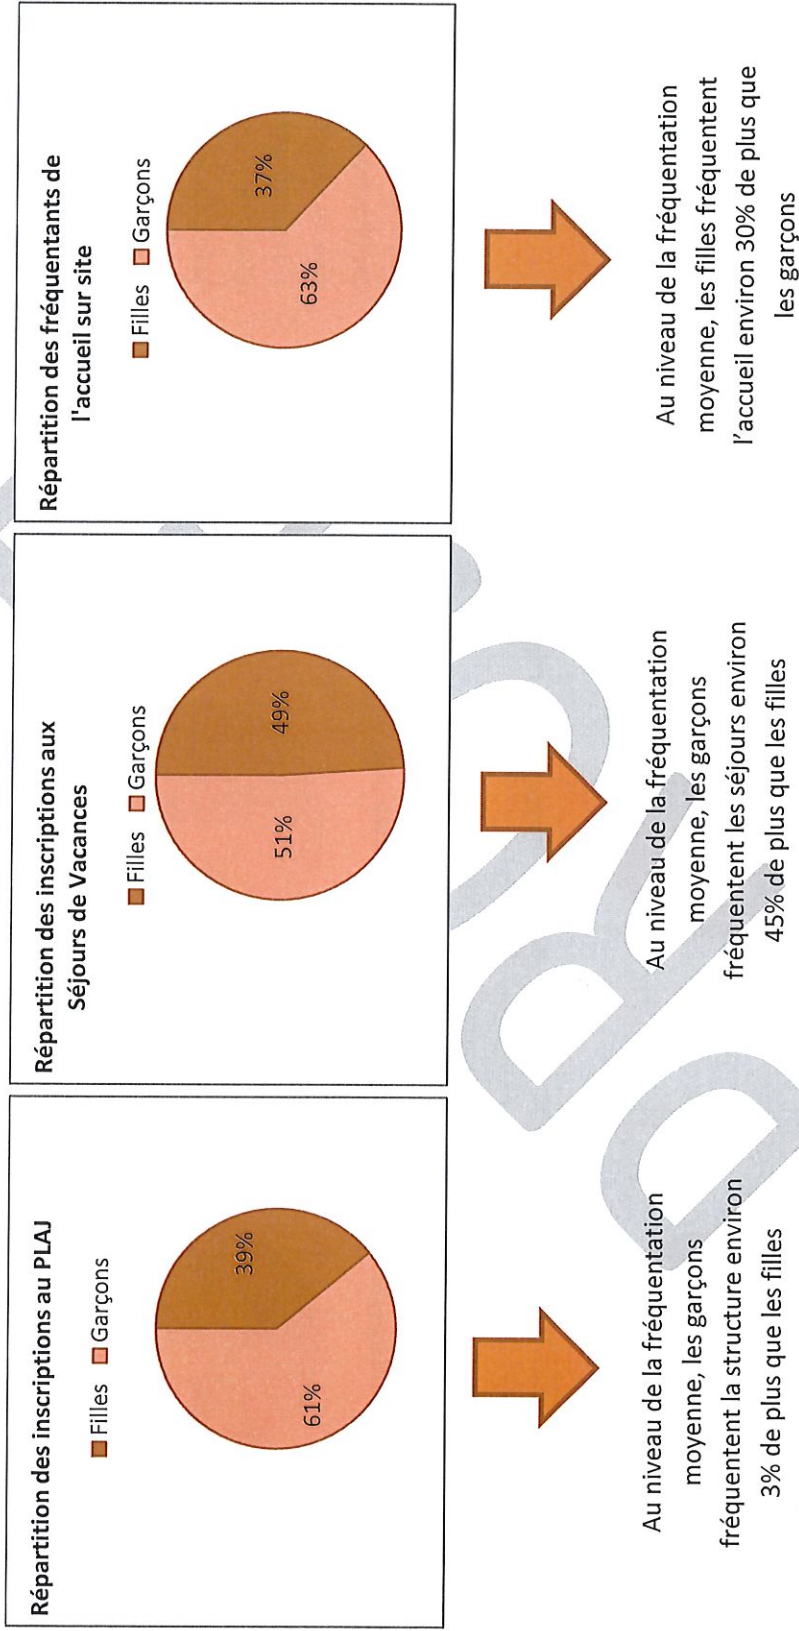 Répartition des inscriptions au PLAJ
Filles Garçons
39%
61%
Au niveau de la fréquentation
moyenne, les garçons
fréquentent la structure environ
3% de plus que les filles
Répartition des inscriptions aux
Séjours de Vacances
Filles Garçons
49%
51%
Au niveau de la fréquentation
moyenne, les garçons
fréquentent les séjours environ
45% de plus que les filles
Répartition des fréquentants de
l'accueil sur site
Filles Garçons
37%
63%
Au niveau de la fréquentation
moyenne, les filles fréquentent
l'accueil environ 30% de plus que
les garçons